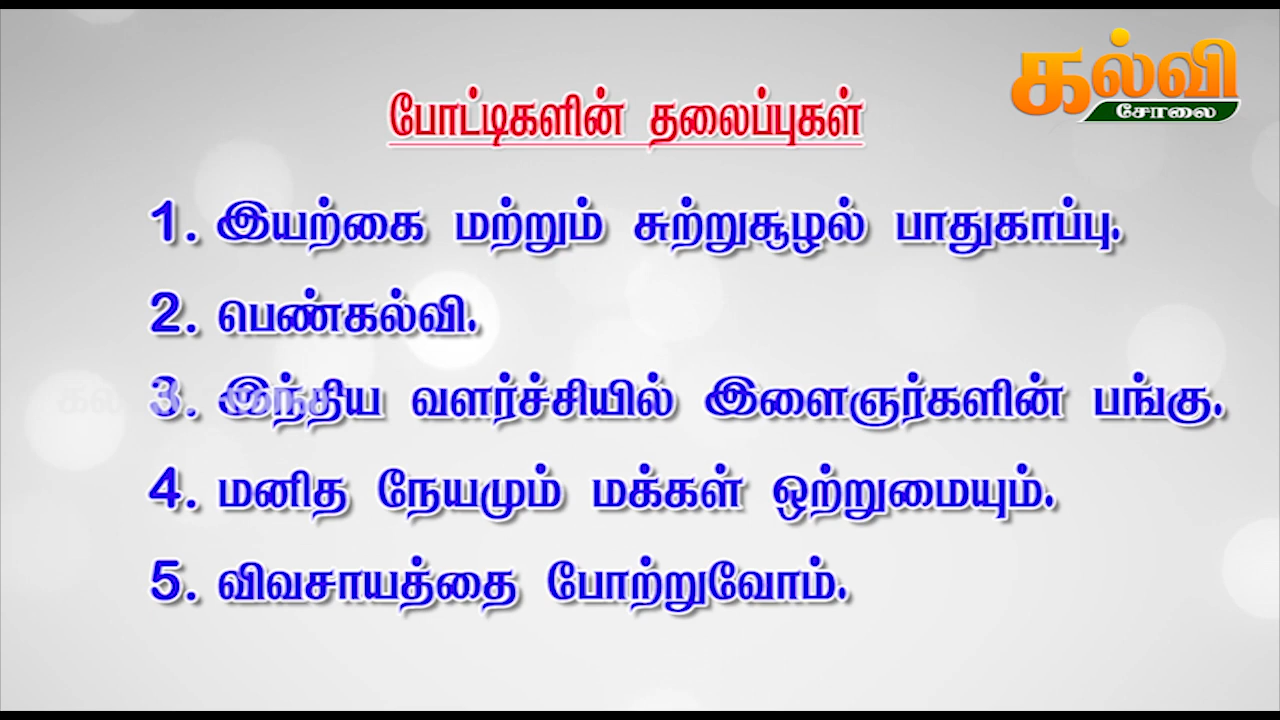 கல்வி
சோலை
போட்டிகளின் தலைப்புகள்
1. இயற்கை மற்றும் சுற்றுசூழல் பாதுகாப்பு.
2. பெண்கல்வி.
3. இந்திய வளர்ச்சியில் இளைஞர்களின் பங்கு.
4. மனித நேயமும் மக்கள் ஒற்றுமையும்.
5. விவசாயத்தை போற்றுவோம்.